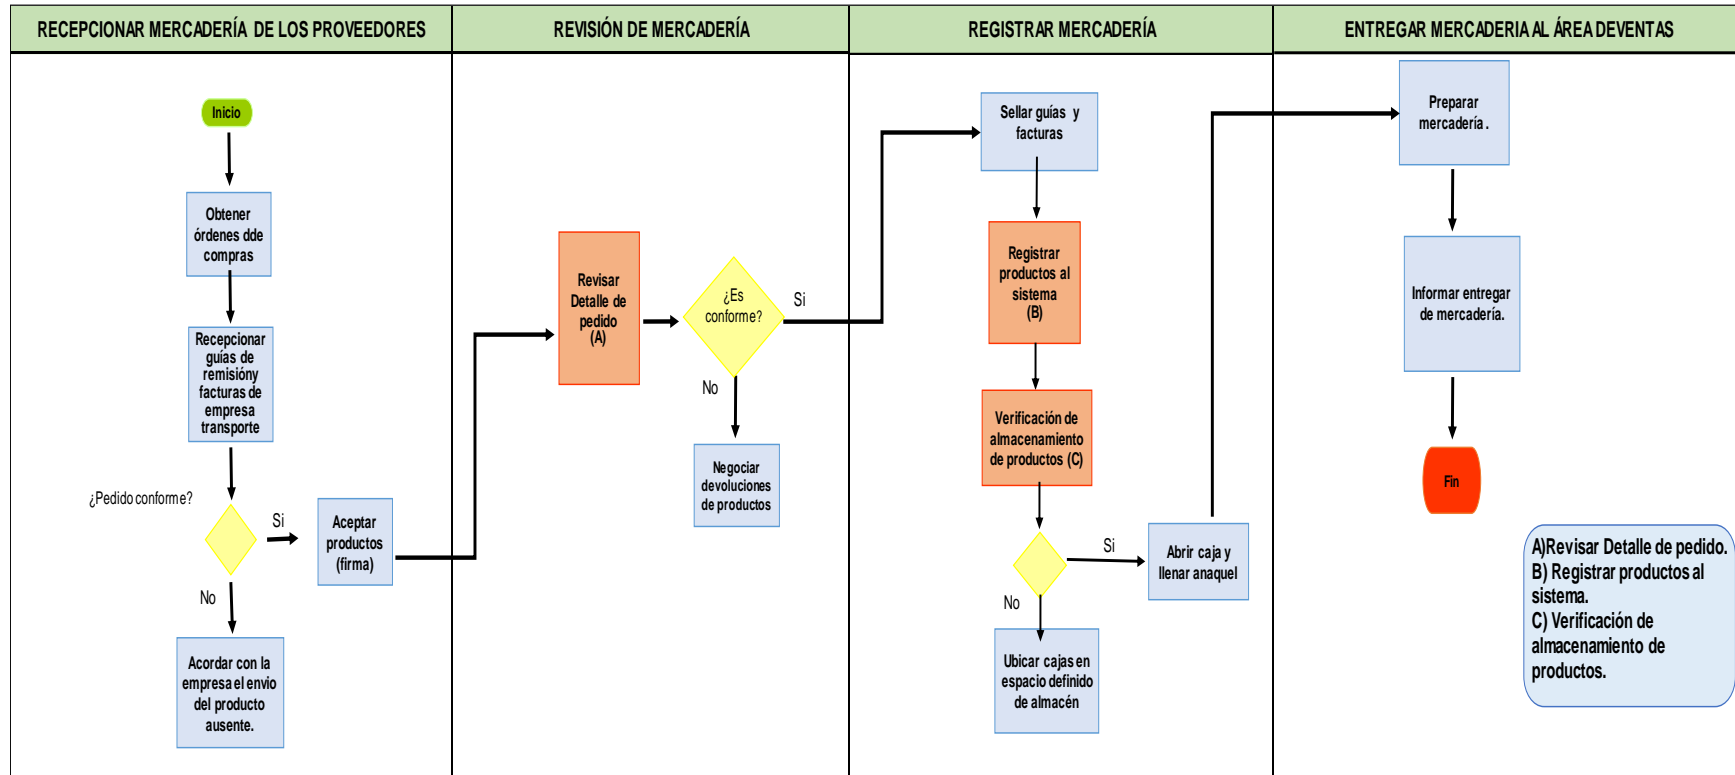 RECEPCIONAR MERCADERÍA DE LOS PROVEEDORES
REVISIÓN DE MERCADERÍA
REGISTRAR MERCADERÍA
ENTREGAR MERCADERIA AL ÁREA DEVENTAS
Inicio
Obtener
órdenes dde
compras
Recepcionar
guías de
remisióny
facturas de
empresa
transporte
¿Pedido conforme?
Si
Aceptar
productos
(firma)
No
Acordar con la
empresa el envio
del producto
ausente.
Revisar
Detalle de
pedido
(A)
¿Es
conforme?
Si
No
Negociar
devoluciones
de productos
Sellar guías y
facturas
Registrar
productos al
sistema
(B)
Verificación de
almacenamiento
de productos (C)
Si
Abrir caja y
llenar anaquel
No
Ubicar cajas en
espacio definido
de almacén
Preparar
mercadería .
Informar entregar
de mercadería.
Fin
A)Revisar Detalle de pedido.
B) Registrar productos al
sistema.
C) Verificación de
almacenamiento de
productos.